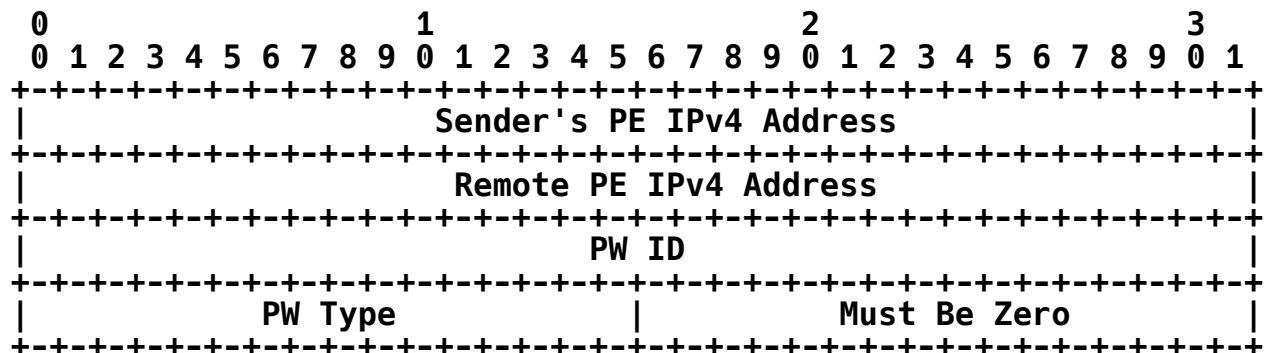 0                   1                   2                   3
 0 1 2 3 4 5 6 7 8 9 0 1 2 3 4 5 6 7 8 9 0 1 2 3 4 5 6 7 8 9 0 1
+-+-+-+-+-+-+-+-+-+-+-+-+-+-+-+-+-+-+-+-+-+-+-+-+-+-+-+-+-+-+-+-+
|                     Sender's PE IPv4 Address                  |
+-+-+-+-+-+-+-+-+-+-+-+-+-+-+-+-+-+-+-+-+-+-+-+-+-+-+-+-+-+-+-+-+
|                      Remote PE IPv4 Address                   |
+-+-+-+-+-+-+-+-+-+-+-+-+-+-+-+-+-+-+-+-+-+-+-+-+-+-+-+-+-+-+-+-+
|                             PW ID                             |
+-+-+-+-+-+-+-+-+-+-+-+-+-+-+-+-+-+-+-+-+-+-+-+-+-+-+-+-+-+-+-+-+
|            PW Type            |          Must Be Zero         |
+-+-+-+-+-+-+-+-+-+-+-+-+-+-+-+-+-+-+-+-+-+-+-+-+-+-+-+-+-+-+-+-+